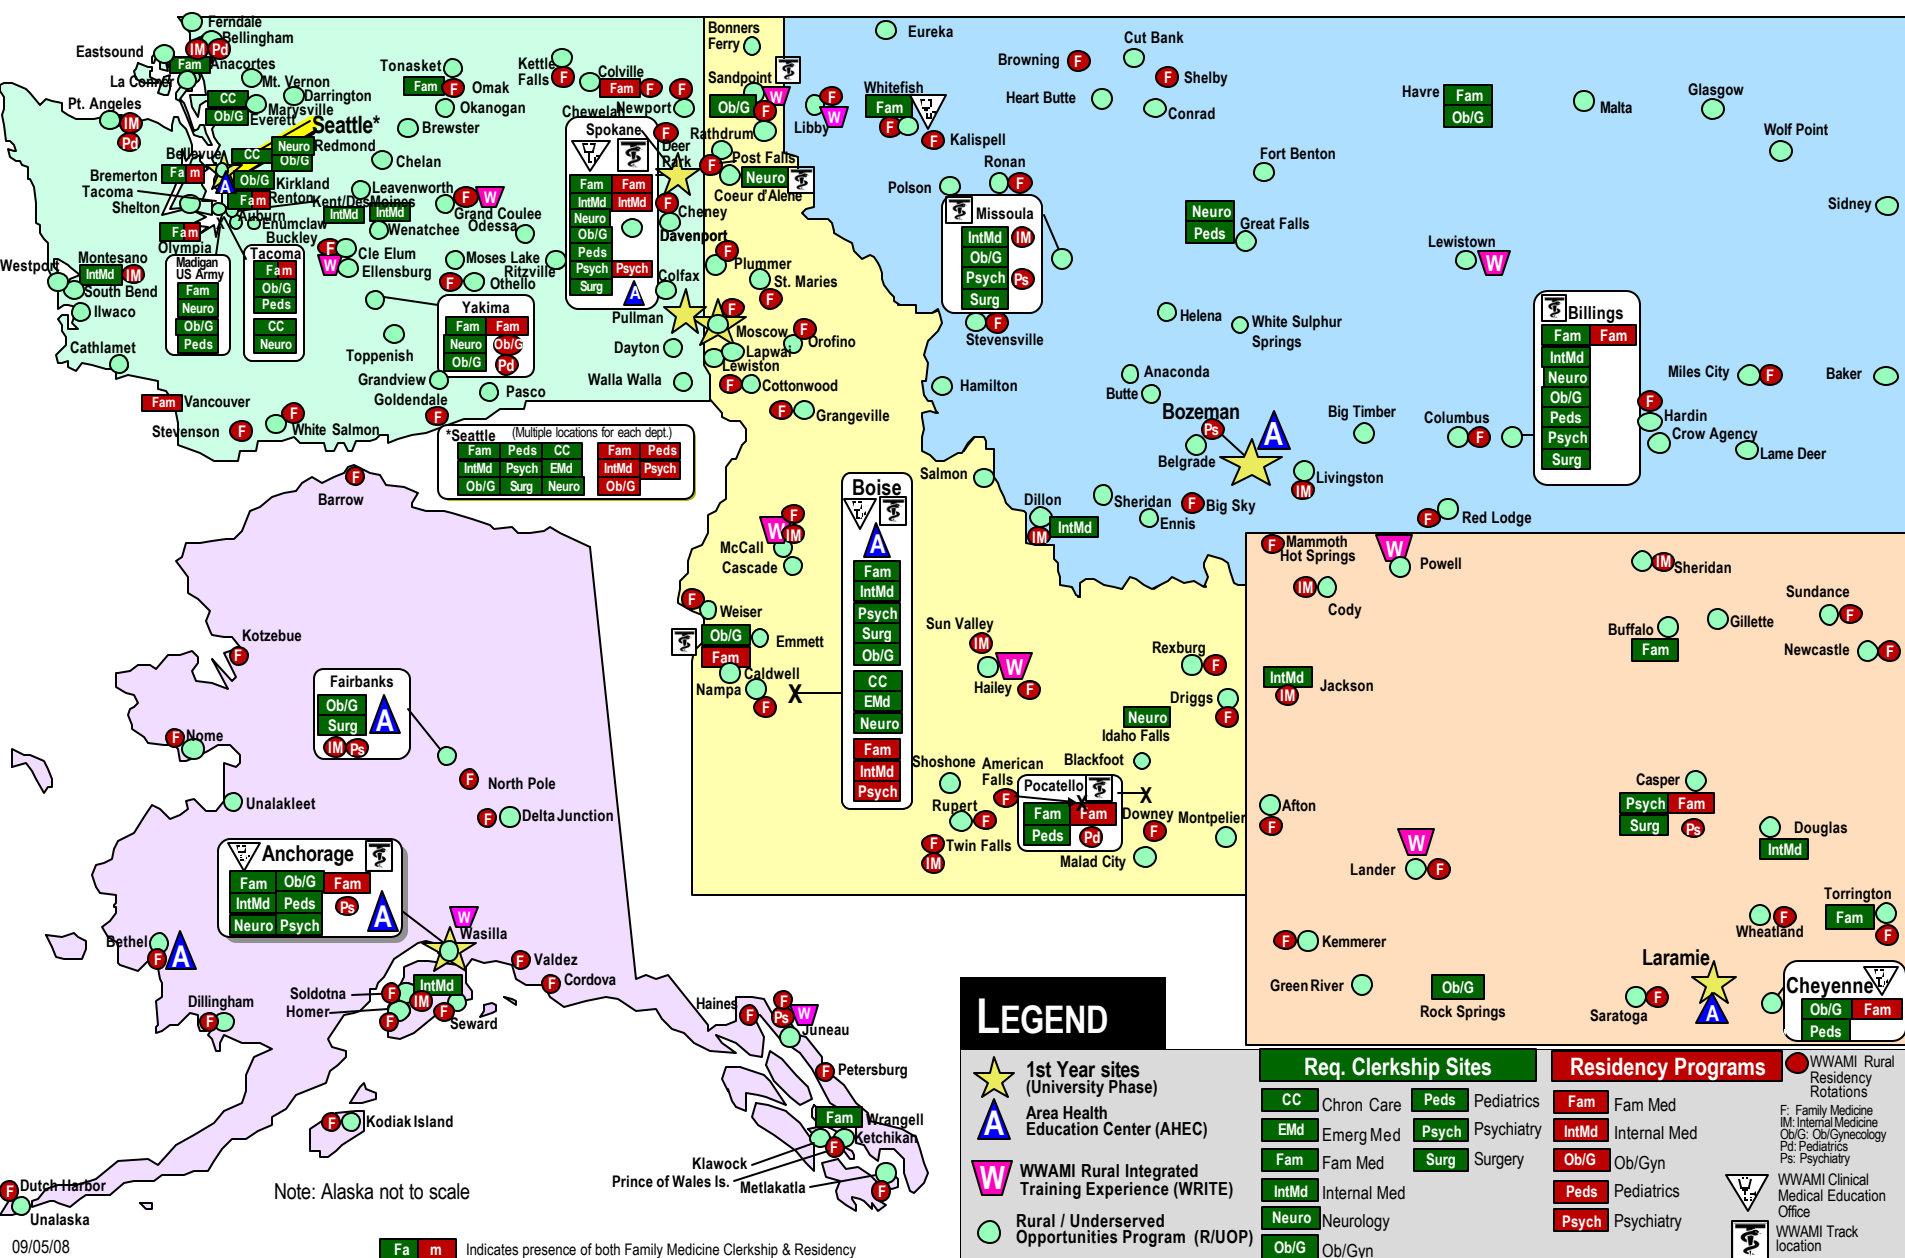 Ferndale
Bellingham
Eastsound
IM Pd
Fam Anacortes
La Conner
Mt. Vernon
CC
Darrington
Marysville
Ob/G
Everett
Pt. Angeles
IM
Pd
Seattle*
Neuro
Redmond
Bellevue
CC
Ob/G
Bremerton
Fa m
A
Ob/G
Kirkland
Tacoma
Fam
Renton
Shelton
Kent/DesMoines
Auburn
IntMd
IntMd
Enumclaw
Fam
Buckley
Olympia
Wenatchee
Leavenworth
Chelan
Brewster
Tonasket
Fam F Omak
Okanogan
F W
Grand Coulee
Odessa
F
W
Cle Elum
Ellensburg
Moses Lake
Ritzville
F
Othello
Westport
Montesano
IntMd IM
South Bend
Ilwaco
Cathlamet
Madigan
US Army
Fam
Neuro
Ob/G
Peds
Tacoma
Fam
Ob/G
Peds
CC
Neuro
Yakima
Fam Fam
Neuro Ob/G
Ob/G Pd
Toppenish
Grandview
Goldendale
F
Pasco
Fam Vancouver
Stevenson F
F
White Salmon
Kettle
Falls F
Colville
Fam F F
Chewelah
Newport
Spokane
Fam Fam
IntMd IntMd
Neuro
Ob/G
Peds
Psych Psych
Surg A
F
Deer
Park
F
Cheney
Davenport
Colfax
Pullman
Dayton
Walla Walla
*Seattle (Multiple locations for each dept.)
Fam Peds CC Fam Peds
IntMd Psych EMd IntMd Psych
Ob/G Surg Neuro Ob/G
Bonners
Ferry
Sandpoint
Ob/G W
F
Rathdrum
F Post Falls
Neuro
Coeur d'Alene
F
Plummer
St. Maries
F
F
Moscow
F
Orofino
Lapwai
Lewiston
F Cottonwood
F Grangeville
Salmon
F
W IM
McCall
Cascade
F
Weiser
Ob/G Emmett
Fam
Caldwell
Nampa
F
X
Boise
A
Fam
IntMd
Psych
Surg
Ob/G
CC
EMd
Neuro
Fam
IntMd
Psych
Sun Valley
IM
W
Hailey F
Rexburg F
Driggs
F
Neuro
Idaho Falls
Shoshone
American
Falls
F
Blackfoot
Rupert
F
Pocatello
X
X
Fam Fam
Peds Pd
Downey
F
Montpelier
F
IM
Twin Falls
Malad City
Eureka
F
W
Libby
Whitefish
Fam
F
F
Kalispell
Browning F
Cut Bank
F Shelby
Heart Butte
Conrad
Ronan
F
Polson
Missoula
IntMd IM
Ob/G
Psych Ps
Surg
F
Stevensville
Hamilton
Havre
Fam
Ob/G
Malta
Glasgow
Wolf Point
Fort Benton
Sidney
Neuro
Peds
Great Falls
Lewistown
W
Helena
White Sulphur
Springs
Anaconda
Butte
Bozeman
Ps
A
Belgrade
Big Timber
Livingston
IM
Columbus
F
Billings
Fam Fam
IntMd
Neuro
Ob/G
Peds
Psych
Surg
Miles City F
Baker
F
Hardin
Crow Agency
Lame Deer
Dillon
IM
IntMd
Sheridan
Ennis
F Big Sky
F
Red Lodge
F Mammoth
Hot Springs
W
Powell
IM
Cody
IM Sheridan
Sundance
F
Gillette
Buffalo
Fam
Newcastle
F
IntMd
IM
Jackson
Afton
F
Casper
Psych Fam
Surg Ps
Douglas
IntMd
W
Lander F
Torrington
Fam
F
F
Wheatland
F Kemmerer
Green River
Ob/G
Rock Springs
Laramie
A
F
Saratoga
Cheyenne
Ob/G Fam
Peds
F
Barrow
Kotzebue
F
Fairbanks
Ob/G A
Surg
IM Ps
F Nome
F
North Pole
Unalakleet
F Delta Junction
Anchorage
Fam Ob/G Fam
IntMd Peds Ps
Neuro Psych A
W
Wasilla
Bethel
F A
F Valdez
F Cordova
Soldotna F
IntMd
IM
Homer
F
F
Seward
Dillingham
F
Haines F
F
Ps W
Juneau
F Petersburg
Fam Wrangell
Ketchikan
Klawock
F
Prince of Wales Is.
Metlakatla
F
F Kodiak Island
F Dutch Harbor
Unalaska
Note: Alaska not to scale
09/05/08
Fa m Indicates presence of both Family Medicine Clerkship & Residency
LEGEND
1st Year sites
(University Phase)
A Area Health
Education Center (AHEC)
W WWAMI Rural Integrated
Training Experience (WRITE)
Rural / Underserved
Opportunities Program (R/UOP)
Req. Clerkship Sites
CC Chron Care
EMd Emerg Med
Fam Fam Med
IntMd Internal Med
Neuro Neurology
Ob/G Ob/Gyn
Peds Pediatrics
Psych Psychiatry
Surg Surgery
Residency Programs
Fam Fam Med
IntMd Internal Med
Ob/G Ob/Gyn
Peds Pediatrics
Psych Psychiatry
WWAMI Rural
Residency
Rotations
F: Family Medicine
IM: Internal Medicine
Ob/G: Ob/Gynecology
Pd: Pediatrics
Ps: Psychiatry
WWAMI Clinical
Medical Education
Office
WWAMI Track
location